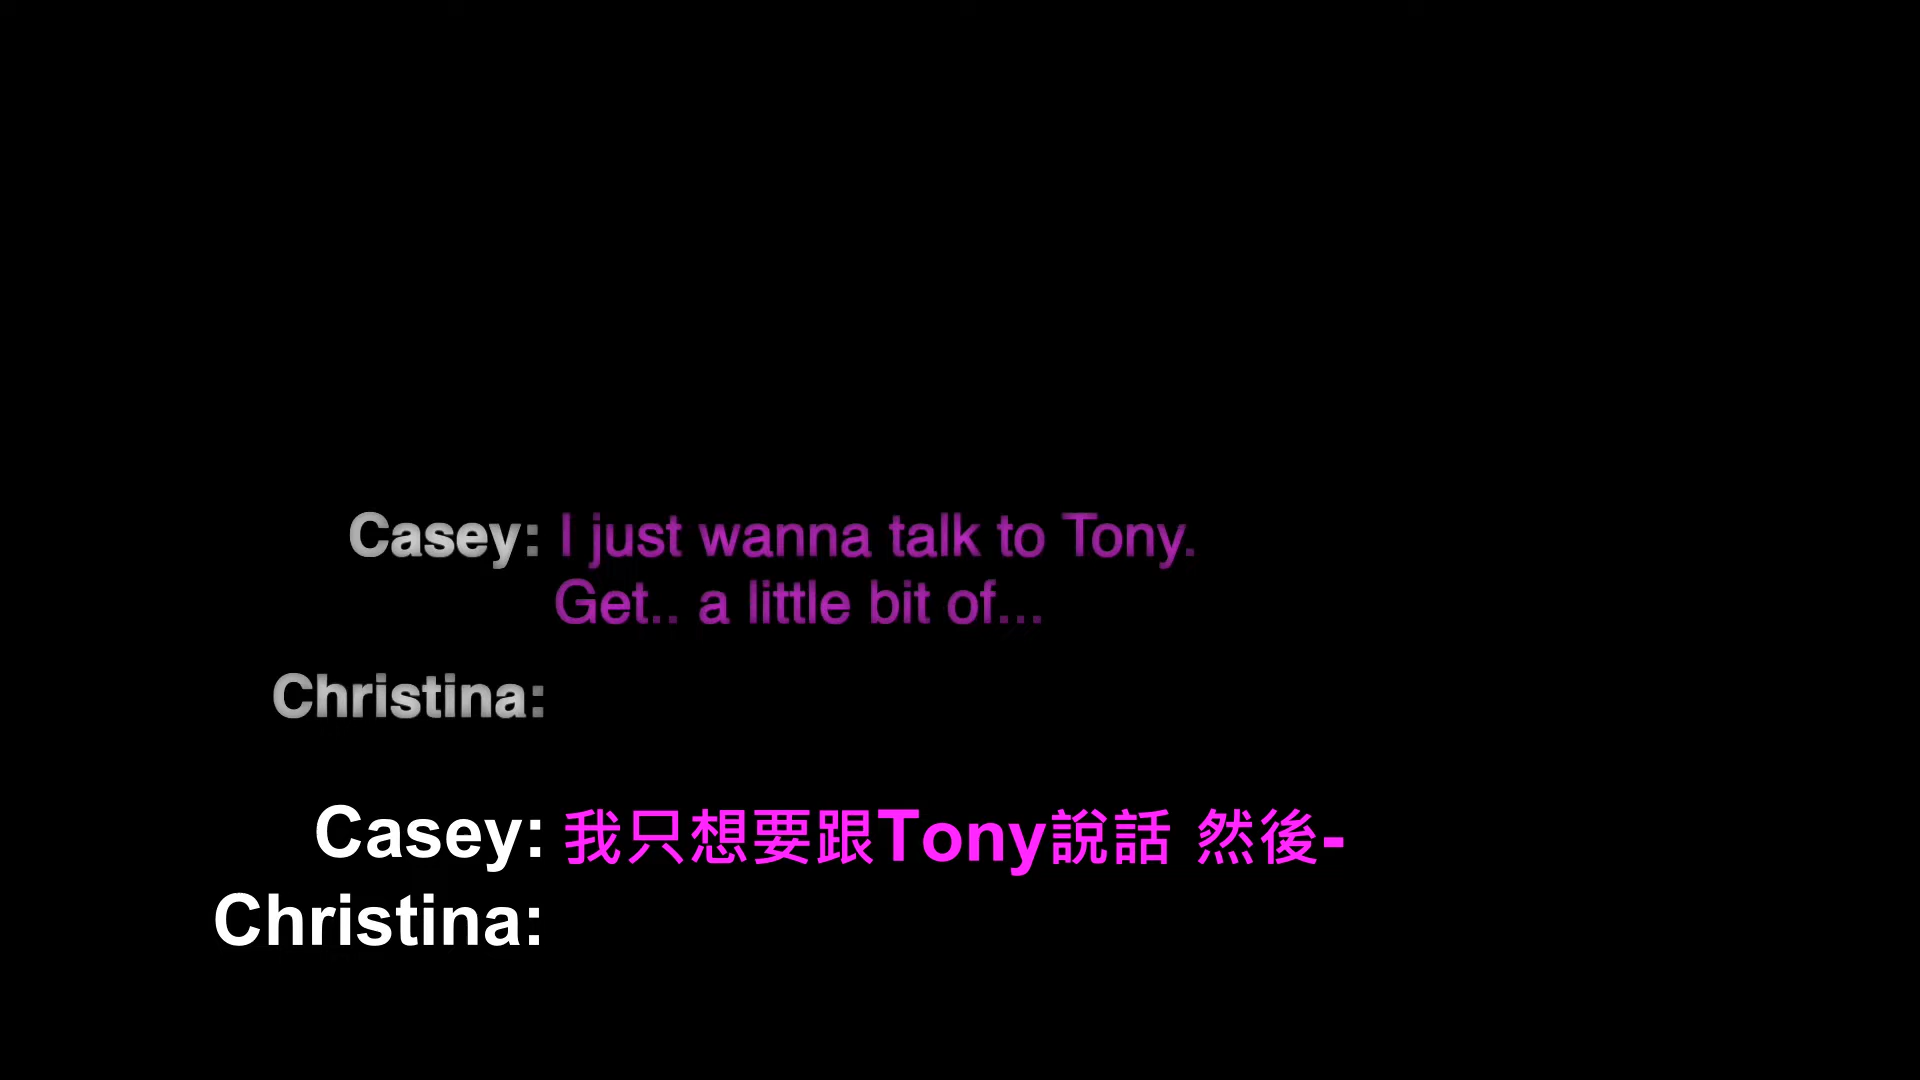 Casey: I just wanna talk to Tony.
Get.. a little bit of...
Christina:
Casey: 我只想要跟Tony說話 然後-
Christina: